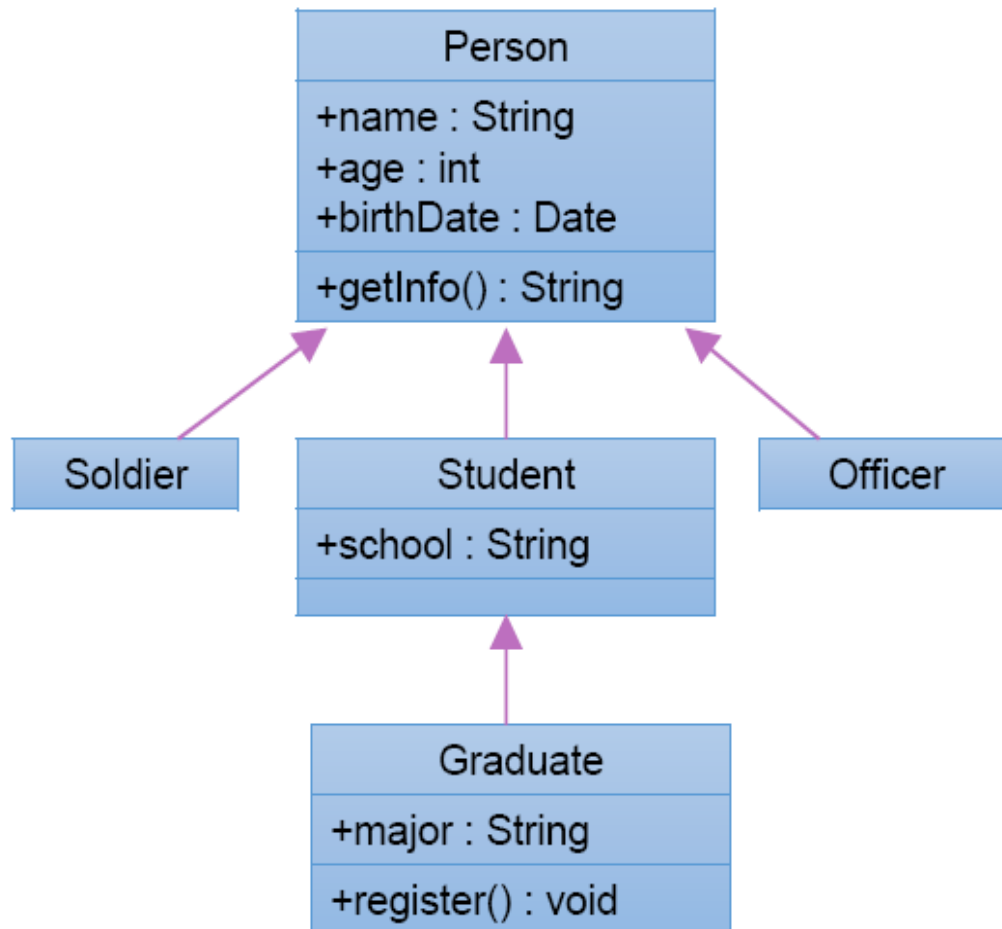 Person
+name : String
+age : int
+birthDate : Date
+getInfo() : String
Soldier
Student
Officer
+school : String
Graduate
+major : String
+register() : void